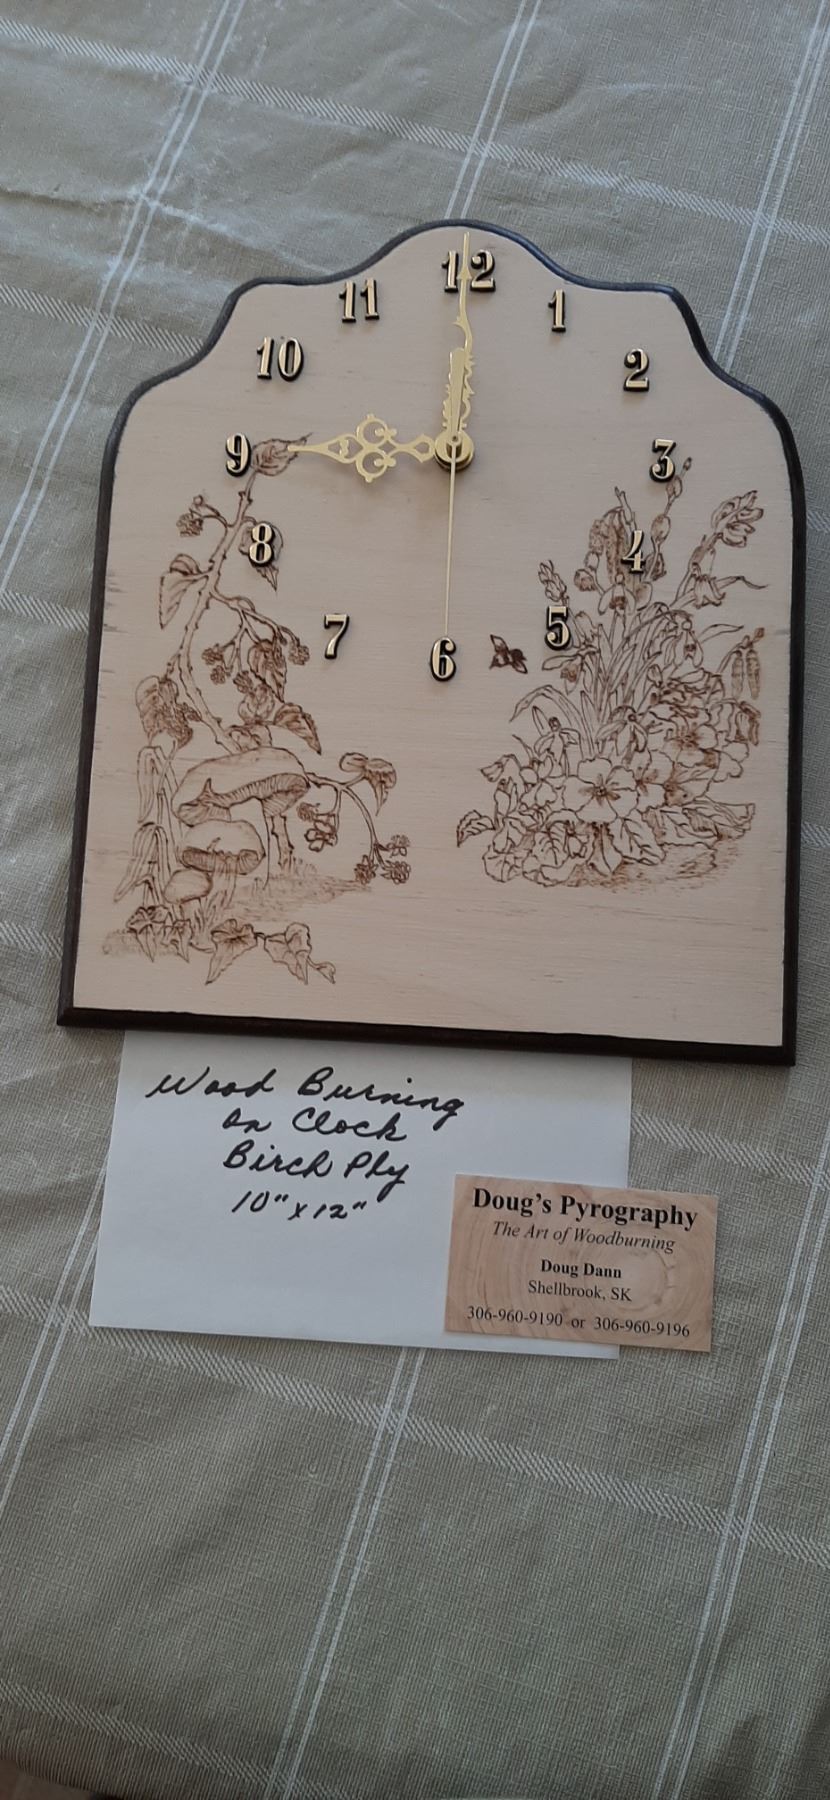 12
11
1
10
2
9
3
8
4
7
5
6
Wood Burning
on Clock
Birch Ply
10" x 12"
Doug's Pyrography
The Art of Woodburning
Doug Dann
Shellbrook, SK
306-960-9190 or 306-960-9196